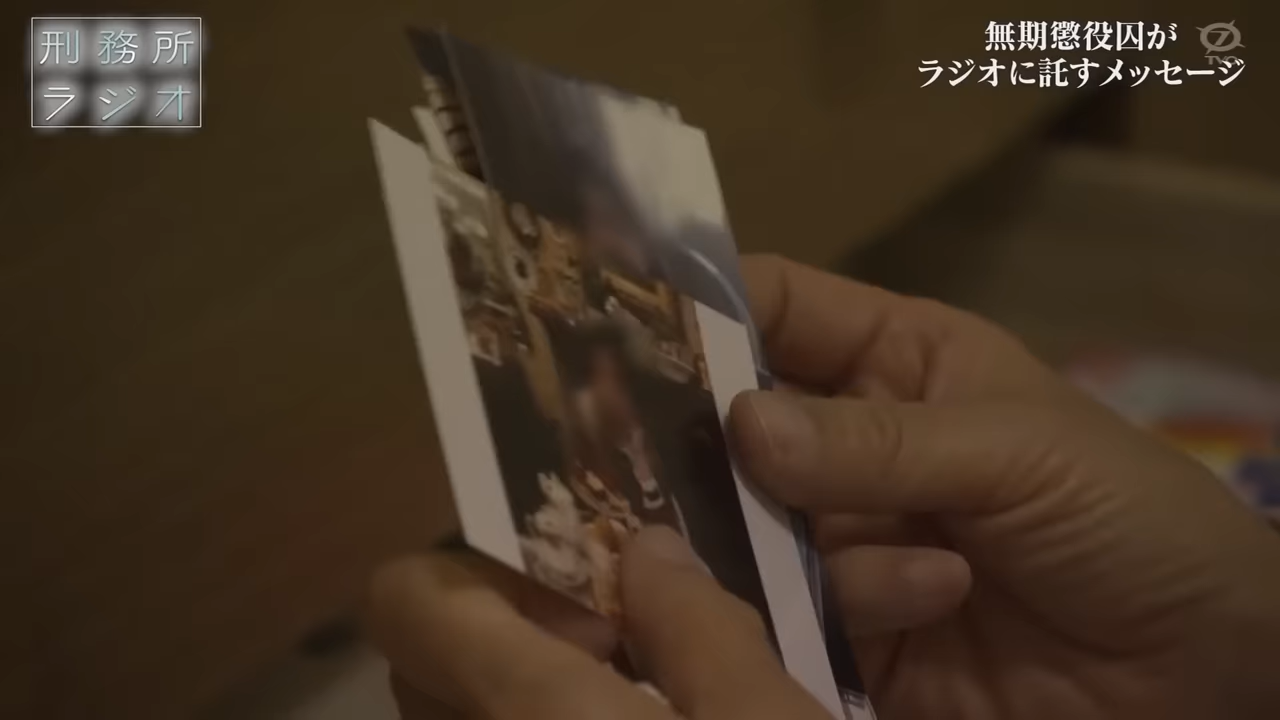 刑務所
ラジオ
無期懲役囚が
ラジオに託すメッセージ